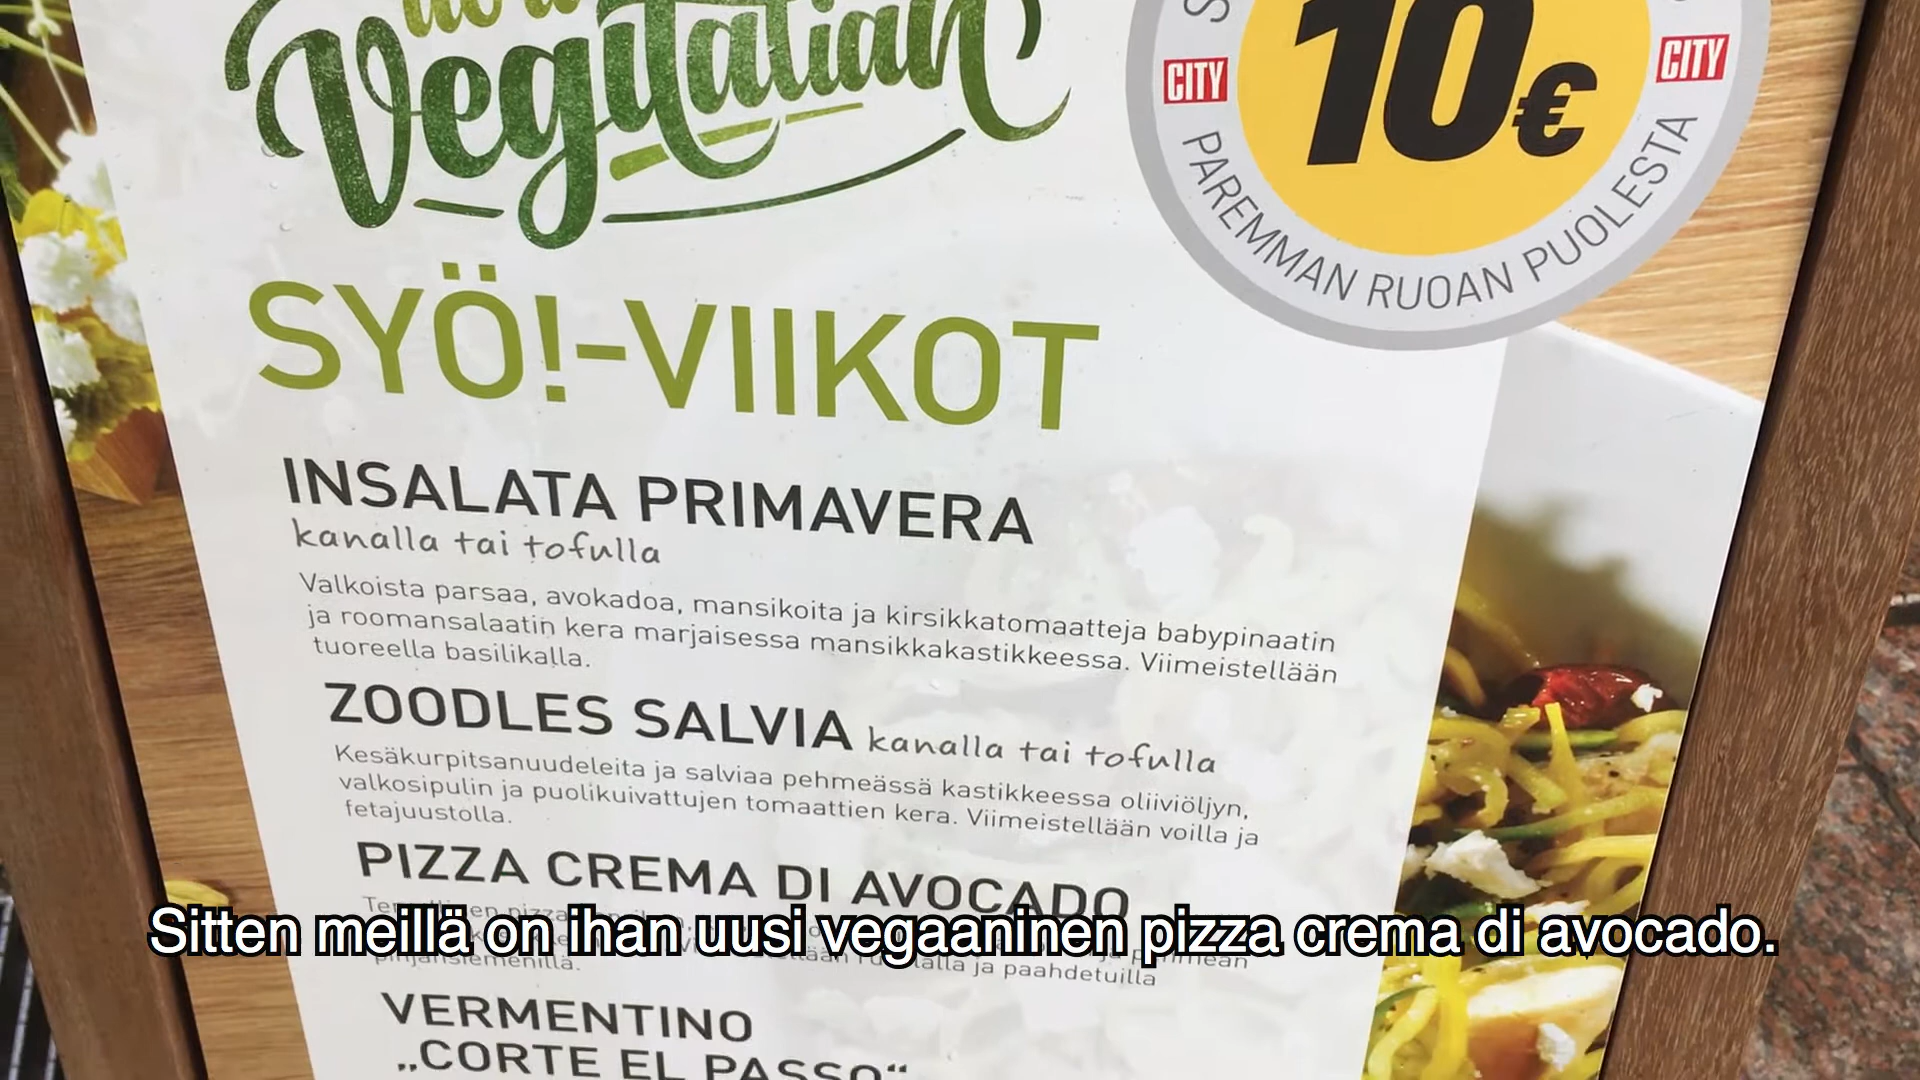 Vegitalian
10€
CITY
CITY
PAREMMAN RUOAN PUOLESTA
SYÖ!-VIIKOT
INSALATA PRIMAVERA
kanalla tai tofulla
Valkoista parsaa, avokadoa, mansikoita ja kirsikkatomaatteja babypinaatin
ja roomansalaatin kera marjaisessa mansikkakastikkeessa. Viimeistellään
tuoreella basilikalla.
ZOODLES SALVIA kanalla tai tofulla
Kesäkurpitsanuudeleita ja salviaa pehmeässä kastikkeessa oliiviöljyn,
valkosipulin ja puolikuivattujen tomaattien kera. Viimeistellään voilla ja
fetajuustolla.
PIZZA CREMA DI AVOCADO
ja paahdetuilla
pinjansiemenillä.
Sitten meillä on ihan uusi vegaaninen pizza crema di avocado.
VERMENTINO
„CORTE EL PASSO“